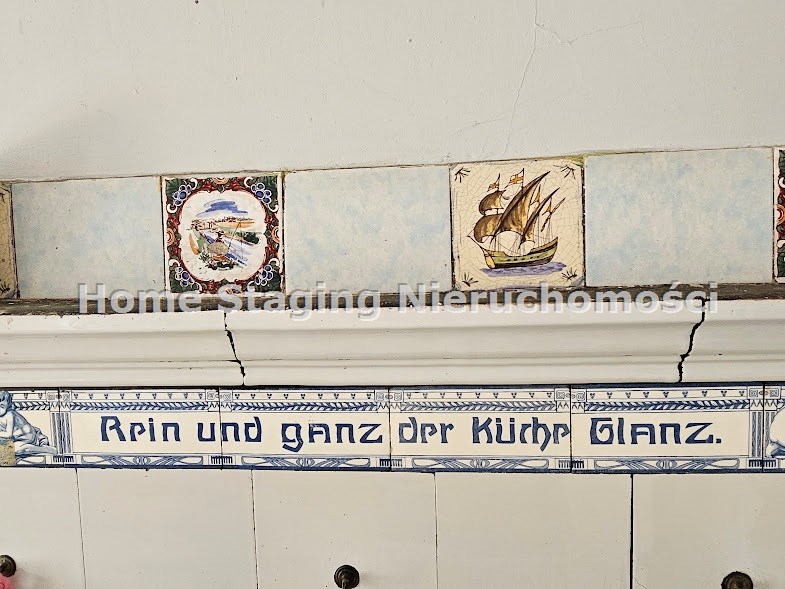 Home Staging Nieruchomości
Rein und ganz der Küche Glanz.